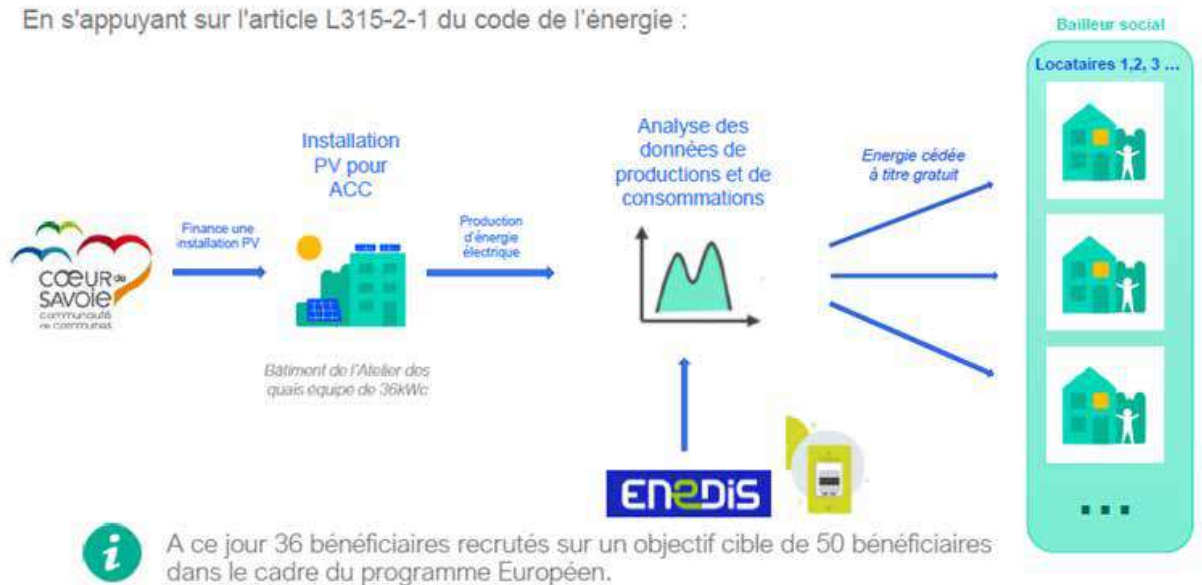 En s'appuyant sur l'article L315-2-1 du code de l'énergie :
Bailleur social
Locataires 1,2, 3 ...
Installation
PV pour
ACC
Analyse des
données de
productions et de
consommations
Energie cédée
à titre gratuit
Finance une
installation PV
Production
d'énergie
électrique
CŒUR de
SAVOIE
communauté
de communes
Bâtiment de l'Atelier des
quais équipé de 36kWc
ENEDIS
A ce jour 36 bénéficiaires recrutés sur un objectif cible de 50 bénéficiaires
dans le cadre du programme Européen.